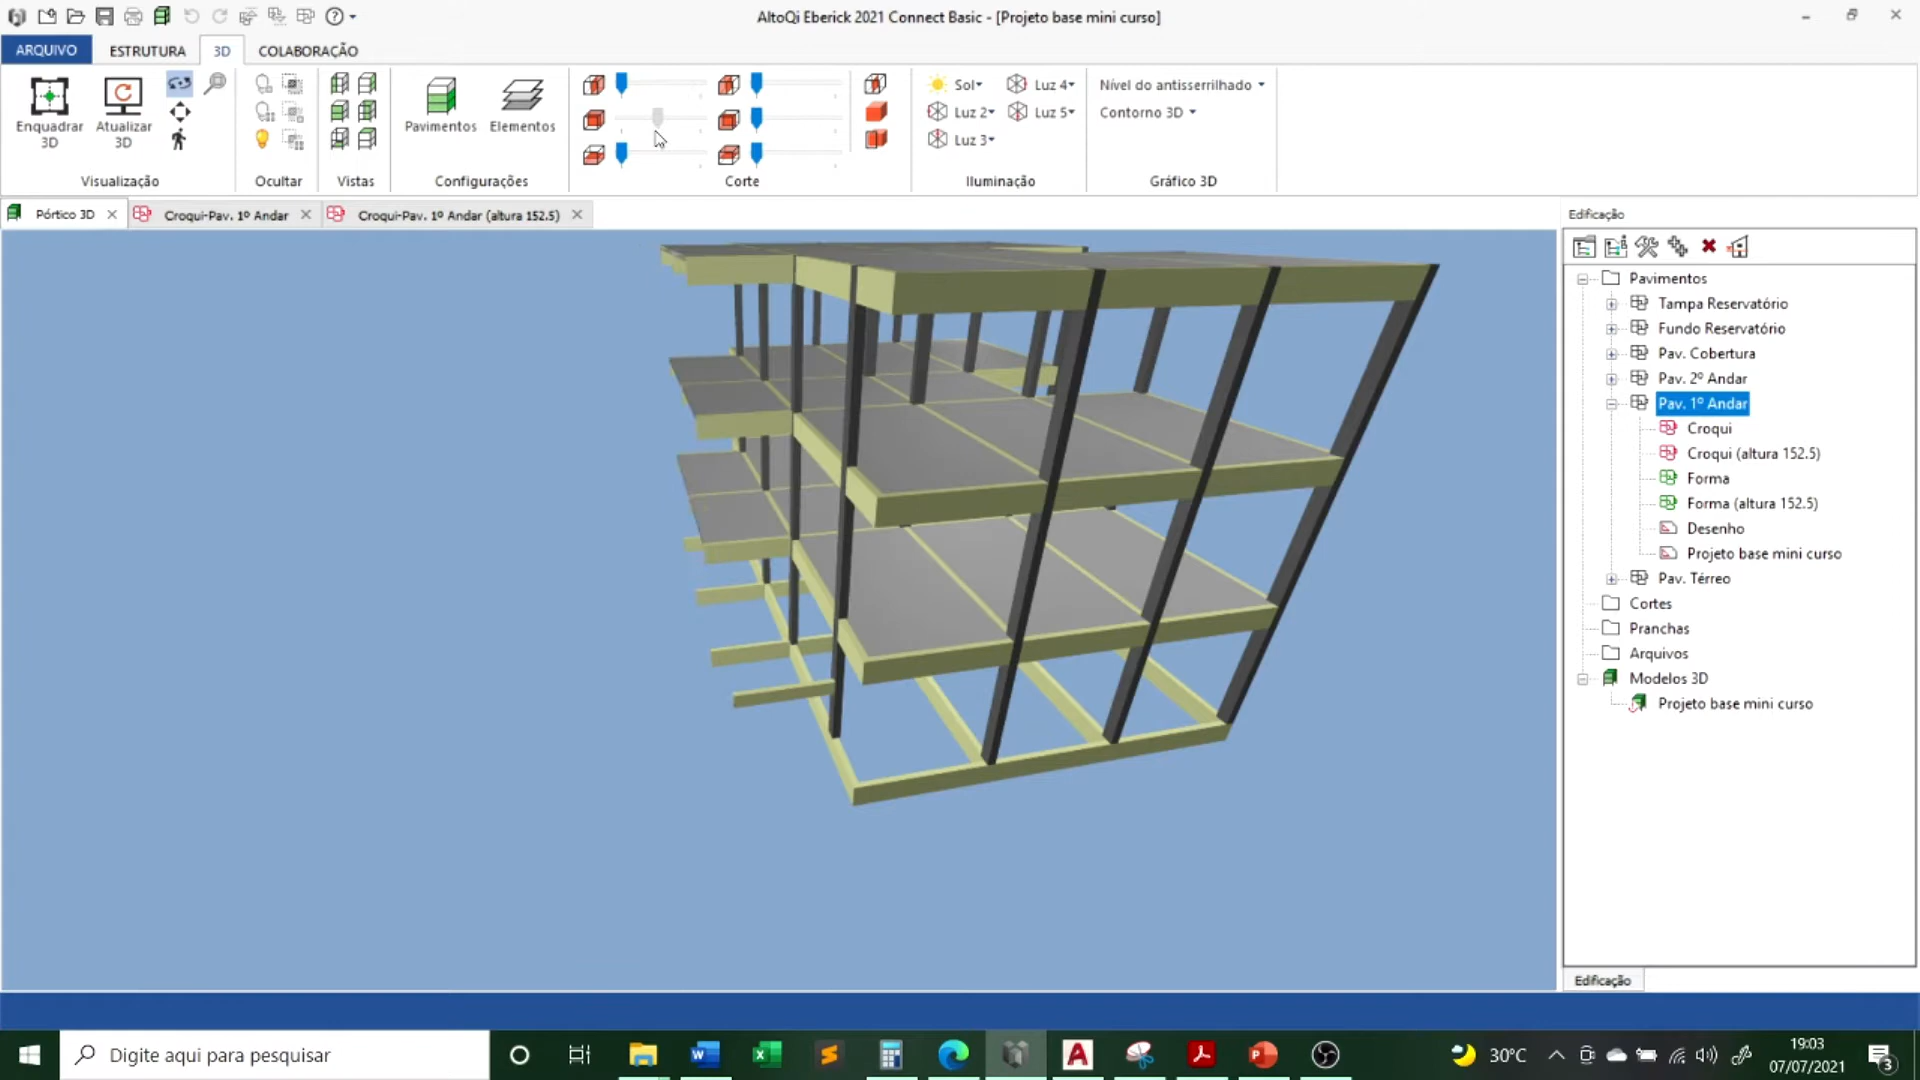 AltoQi Eberick 2021 Connect Basic - [Projeto base mini curso]
ARQUIVO ESTRUTURA 3D COLABORAÇÃO
Enquadrar 3D
Atualizar 3D
Pavimentos Elementos
Sol Luz 4
Luz 2 Luz 5
Luz 3
Nível do antisserrilhado
Contorno 3D
Visualização Ocultar Vistas Configurações Corte Iluminação Gráfico 3D
Pórtico 3D Croqui-Pav. 1º Andar Croqui-Pav. 1º Andar (altura 152.5)
Edificação
Pavimentos
Tampa Reservatório
Fundo Reservatório
Pav. Cobertura
Pav. 2º Andar
Pav. 1º Andar
Croqui
Croqui (altura 152.5)
Forma
Forma (altura 152.5)
Desenho
Projeto base mini curso
Pav. Térreo
Cortes
Pranchas
Arquivos
Modelos 3D
Projeto base mini curso
Edificação
Digite aqui para pesquisar
30°C
19:03
07/07/2021
3